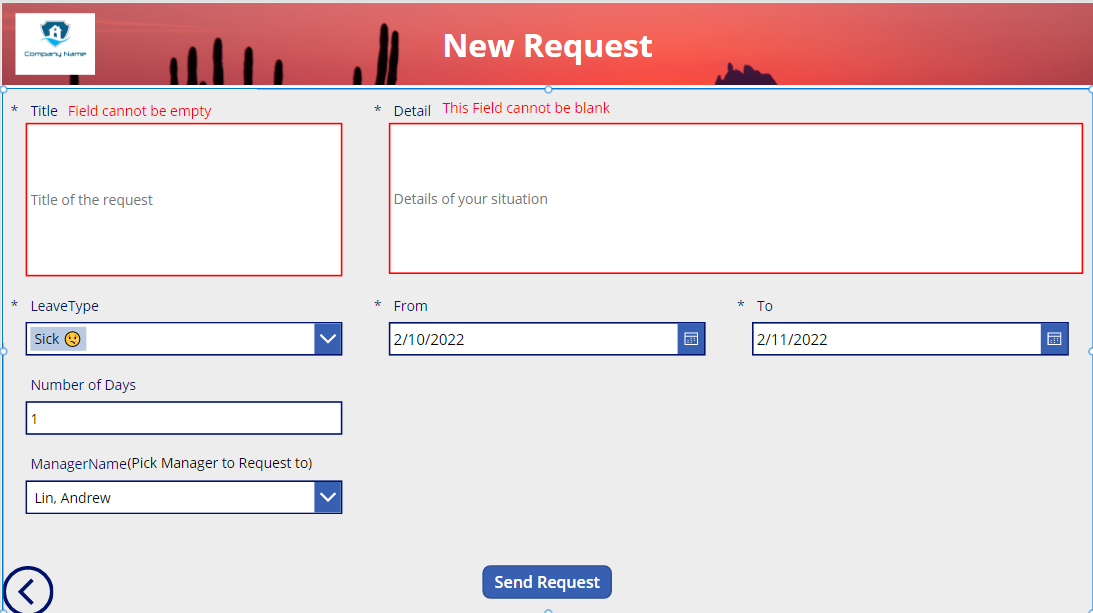 Company Name
New Request
* Title Field cannot be empty
* Detail This Field cannot be blank
Title of the request
Details of your situation
* LeaveType
* From
* To
Sick 🤨
2/10/2022
2/11/2022
Number of Days
1
ManagerName(Pick Manager to Request to)
Lin, Andrew
Send Request